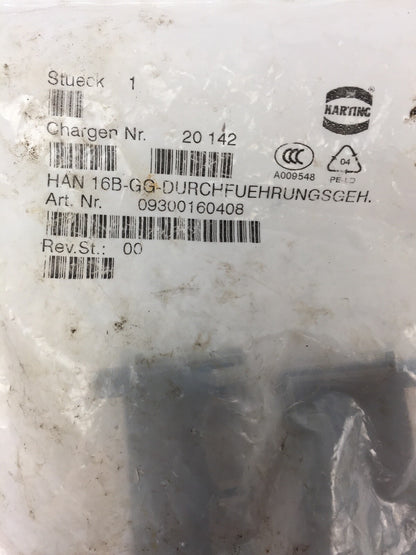 Stueck 1
HARTING
Chargen Nr. 20 142
CCC
A009548
04
PE-LD
HAN 16B-GG-DURCHFUEHRUNGSGEH.
Art. Nr. 09300160408
Rev.St.: 00